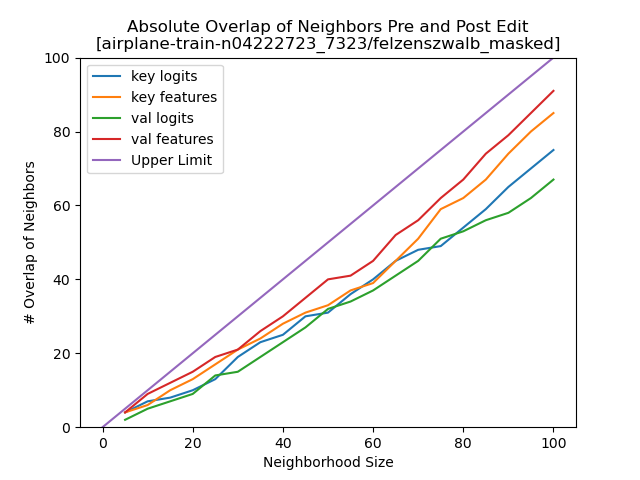 Absolute Overlap of Neighbors Pre and Post Edit
[airplane-train-n04222723_7323/felzenszwalb_masked]
key logits
key features
val logits
val features
Upper Limit
100
80
60
40
20
0
# Overlap of Neighbors
0 20 40 60 80 100
Neighborhood Size